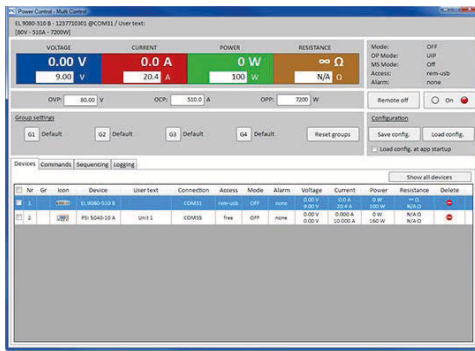 Power Control - Multi Control
EL 9080-510 B - 1237710301 @COM31 / User text:
[80V - 510A - 7200W]
VOLTAGE CURRENT POWER RESISTANCE
0.00 V 0.0 A 0 W ∞ Ω
9.00 V 20.4 A 100 W N/A Ω
Mode: OFF
OP Mode: UIP
MS Mode: Off
Access: rem-usb
Alarm: none
OVP: 80.00 V OCP: 510.0 A OPP: 7200 W
Remote off On
Group settings
G1 Default G2 Default G3 Default G4 Default Reset groups
Configuration
Save config. Load config.
Load config. at app startup
Devices Commands Sequencing Logging
Show all devices
Nr Gr Icon Device User text Connection Access Mode Alarm Voltage Current Power Resistance Delete
1 EL 9080-510 B COM31 rem-usb OFF none 0.00 V 0.0 A 0 W ∞ Ω
9.00 V 20.4 A 100 W N/A Ω
2 PSI 5040-10 A Unit 1 COM35 free OFF none 0.00 V 0.000 A 0 W N/A Ω
0.00 V 10.000 A 160 W N/A Ω